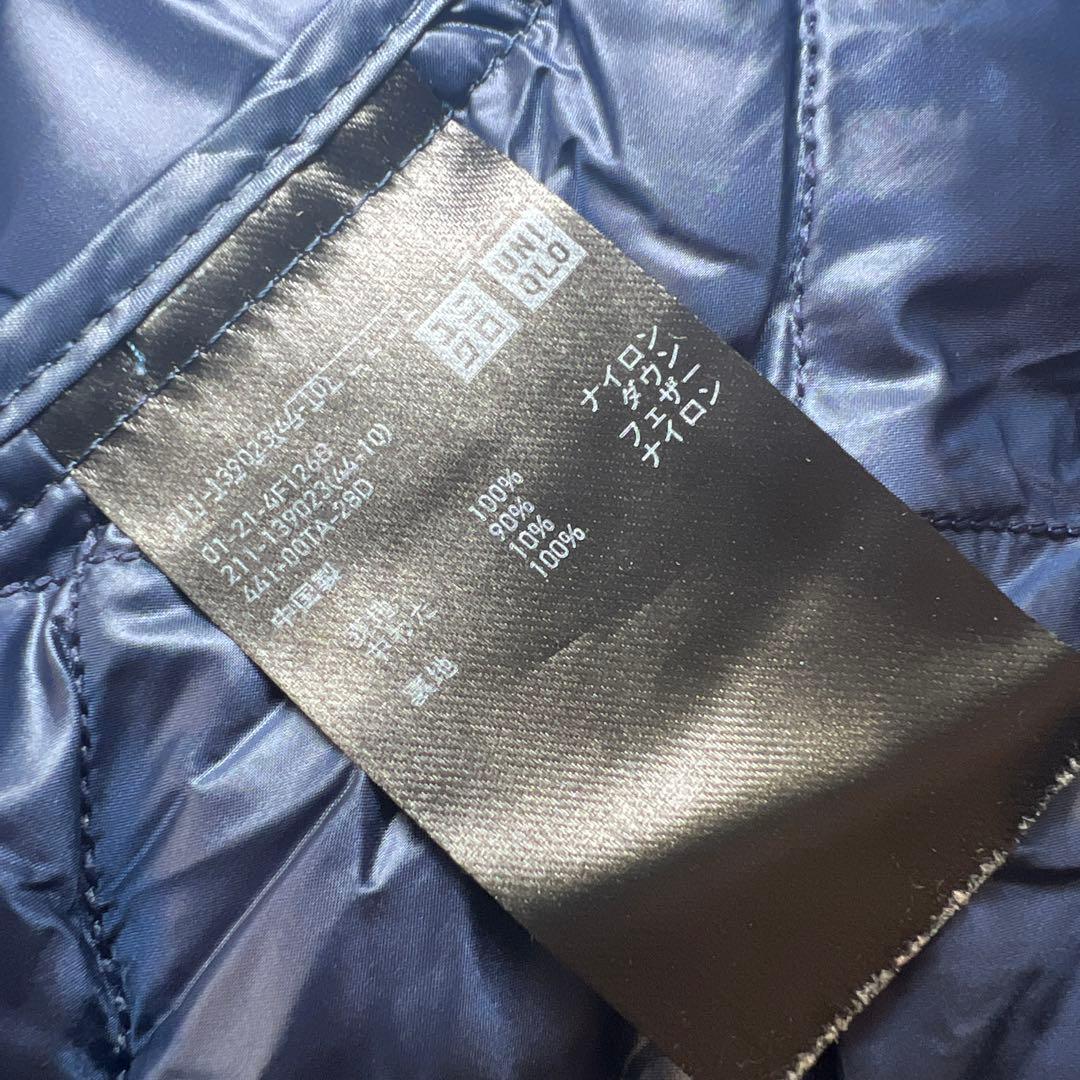 UNI
QLO
01-21-4F1268
211-139023(44-10)
441-00TA-28D
中国製
表地 100% ナイロン
中わた 90% ダウン
10% フェザー
裏地 100% ナイロン